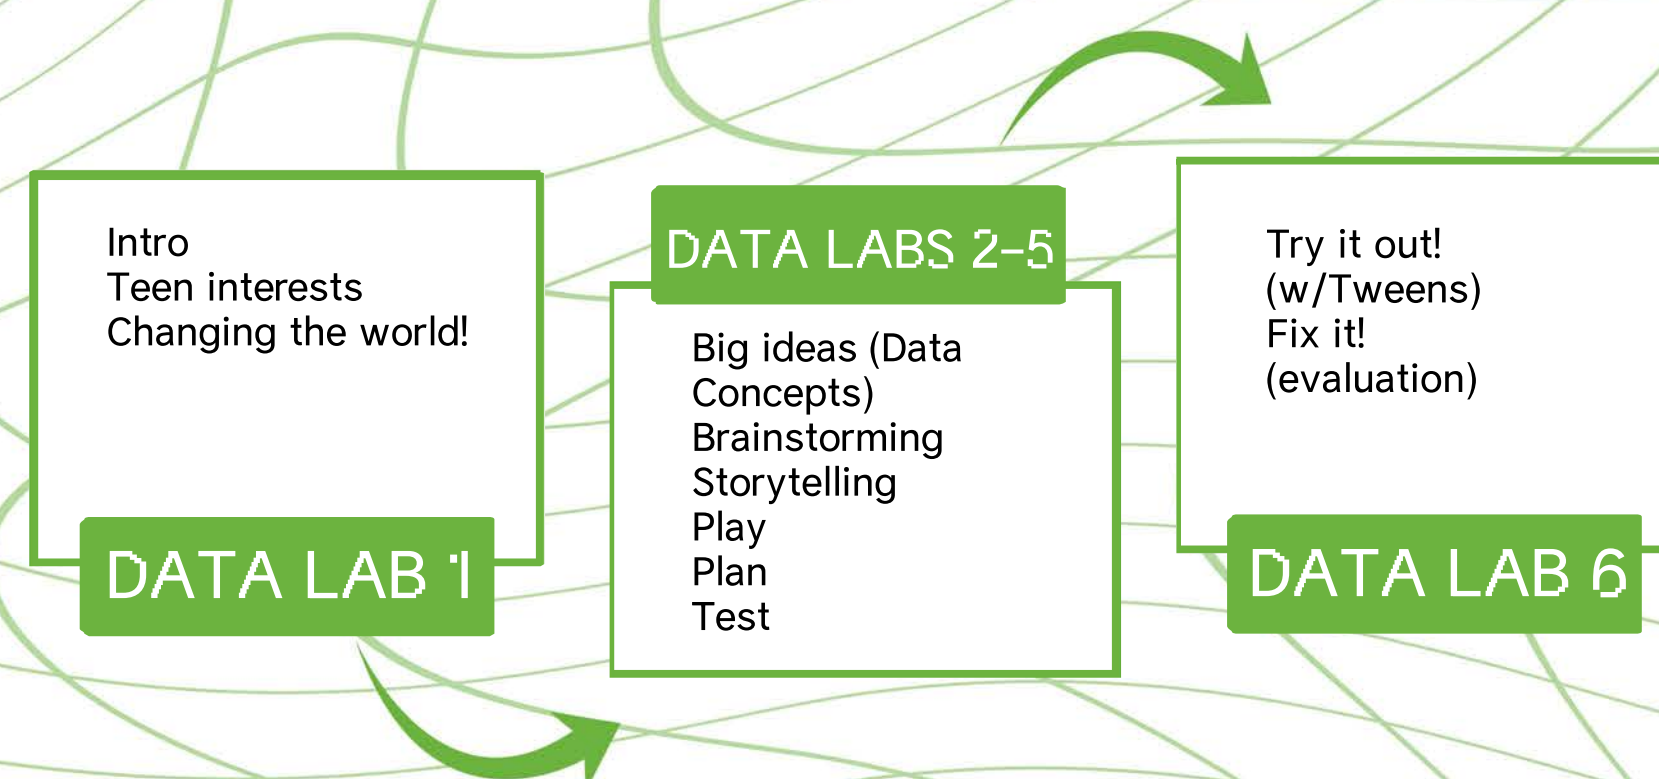 Intro
Teen interests
Changing the world!
DATA LAB 1
DATA LABS 2-5
Big ideas (Data
Concepts)
Brainstorming
Storytelling
Play
Plan
Test
Try it out!
(w/Tweens)
Fix it!
(evaluation)
DATA LAB 6